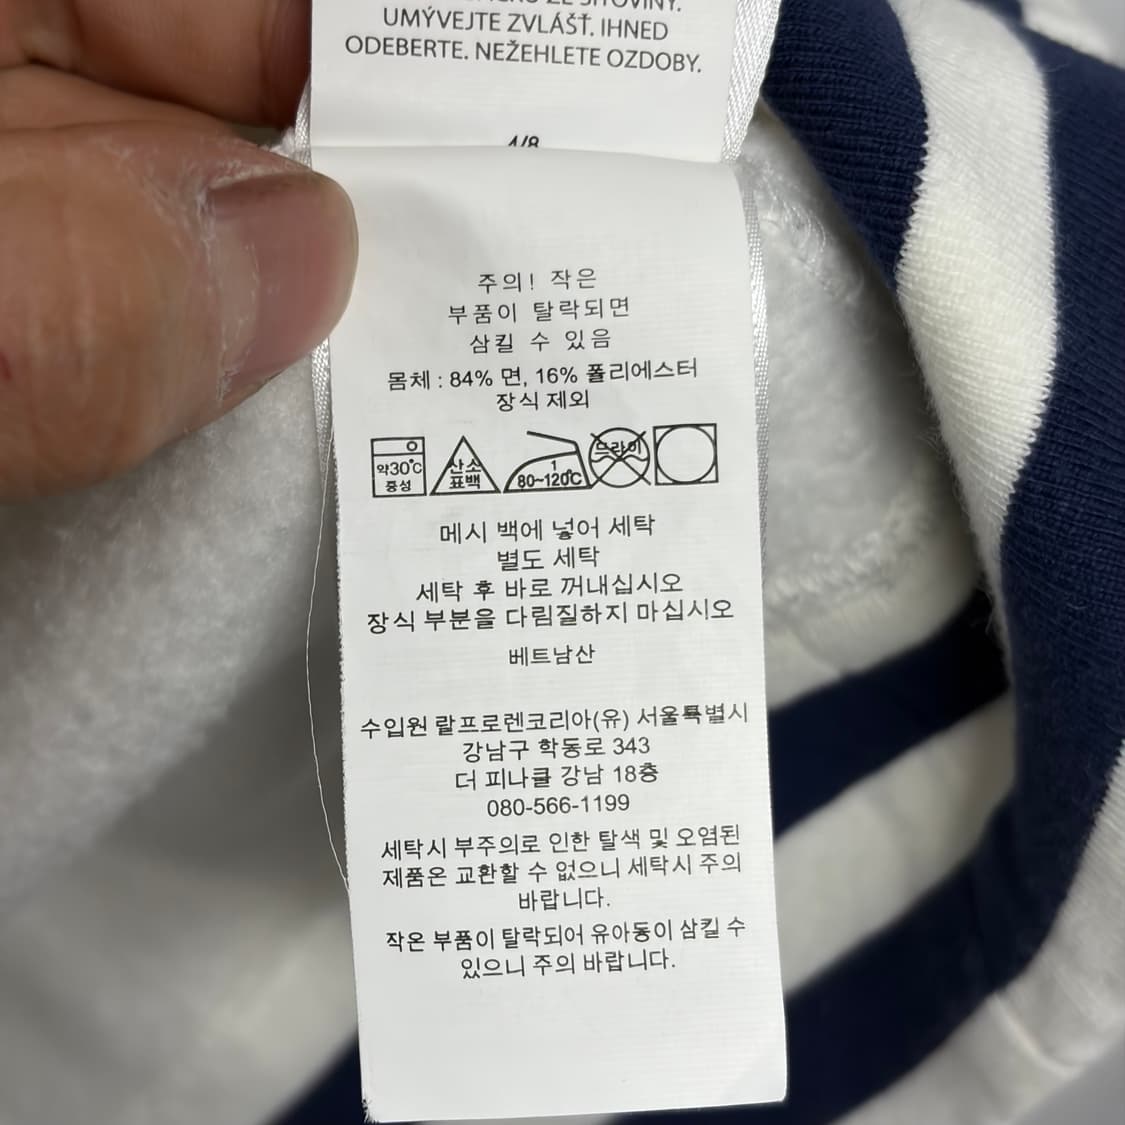 UMÝVEJTE ZVLÁŠŤ. IHNED
ODEBERTE. NEŽEHLETE OZDOBY.
4/8
주의! 작은
부품이 탈락되면
삼킬 수 있음
몸체 : 84% 면, 16% 폴리에스터
장식 제외
약30℃
중성
산소
표백
1
80~120℃
드라이
메시 백에 넣어 세탁
별도 세탁
세탁 후 바로 꺼내십시오
장식 부분을 다림질하지 마십시오
베트남산
수입원 랄프로렌코리아(유) 서울특별시
강남구 학동로 343
더 피나클 강남 18층
080-566-1199
세탁시 부주의로 인한 탈색 및 오염된
제품은 교환할 수 없으니 세탁시 주의
바랍니다.
작은 부품이 탈락되어 유아동이 삼킬 수
있으니 주의 바랍니다.